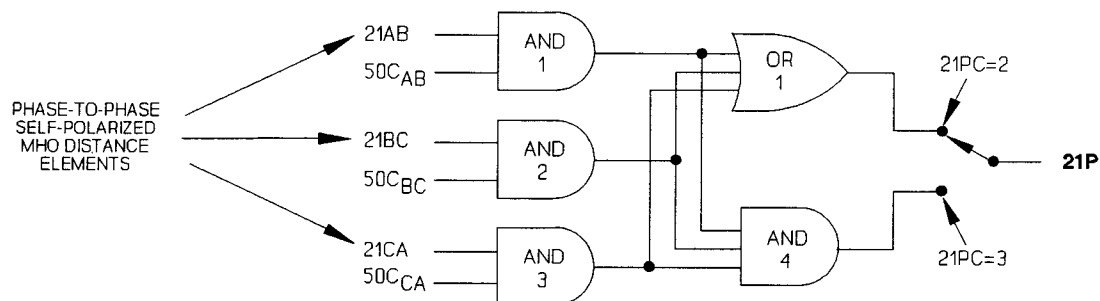 21AB
50CAB
AND
1
OR
1
21PC=2
PHASE-TO-PHASE
SELF-POLARIZED
MHO DISTANCE
ELEMENTS
21BC
50CBC
AND
2
21P
21CA
50CCA
AND
3
AND
4
21PC=3